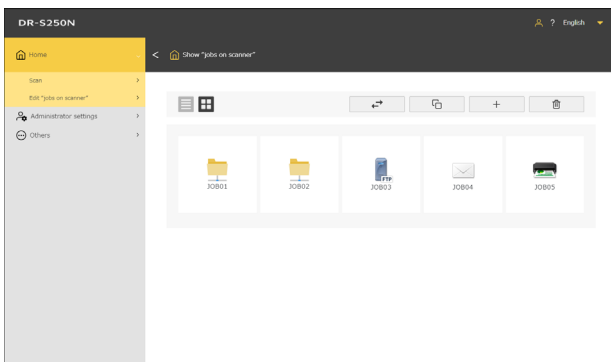 DR-S250N
? English
Home
< Show "jobs on scanner"
Scan
Edit "jobs on scanner"
Administrator settings
Others
JOB01
JOB02
FTP
JOB03
JOB04
JOB05